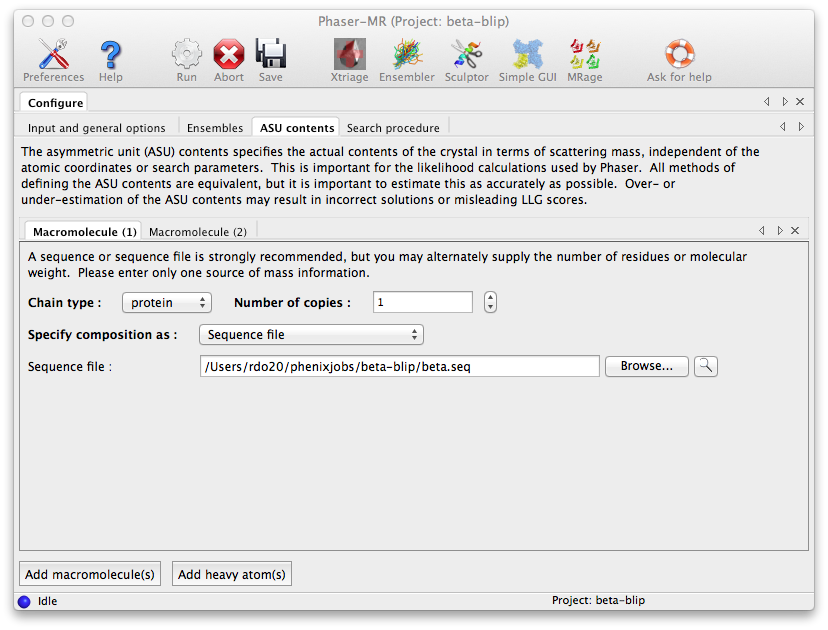 Phaser-MR (Project: beta-blip)
Preferences Help Run Abort Save Xtriage Ensembler Sculptor Simple GUI MRage Ask for help
Configure
Input and general options Ensembles ASU contents Search procedure
The asymmetric unit (ASU) contents specifies the actual contents of the crystal in terms of scattering mass, independent of the
atomic coordinates or search parameters. This is important for the likelihood calculations used by Phaser. All methods of
defining the ASU contents are equivalent, but it is important to estimate this as accurately as possible. Over- or
under-estimation of the ASU contents may result in incorrect solutions or misleading LLG scores.
Macromolecule (1) Macromolecule (2)
A sequence or sequence file is strongly recommended, but you may alternately supply the number of residues or molecular
weight. Please enter only one source of mass information.
Chain type : protein Number of copies : 1
Specify composition as : Sequence file
Sequence file : /Users/rdo20/phenixjobs/beta-blip/beta.seq Browse...
Add macromolecule(s) Add heavy atom(s)
Idle Project: beta-blip